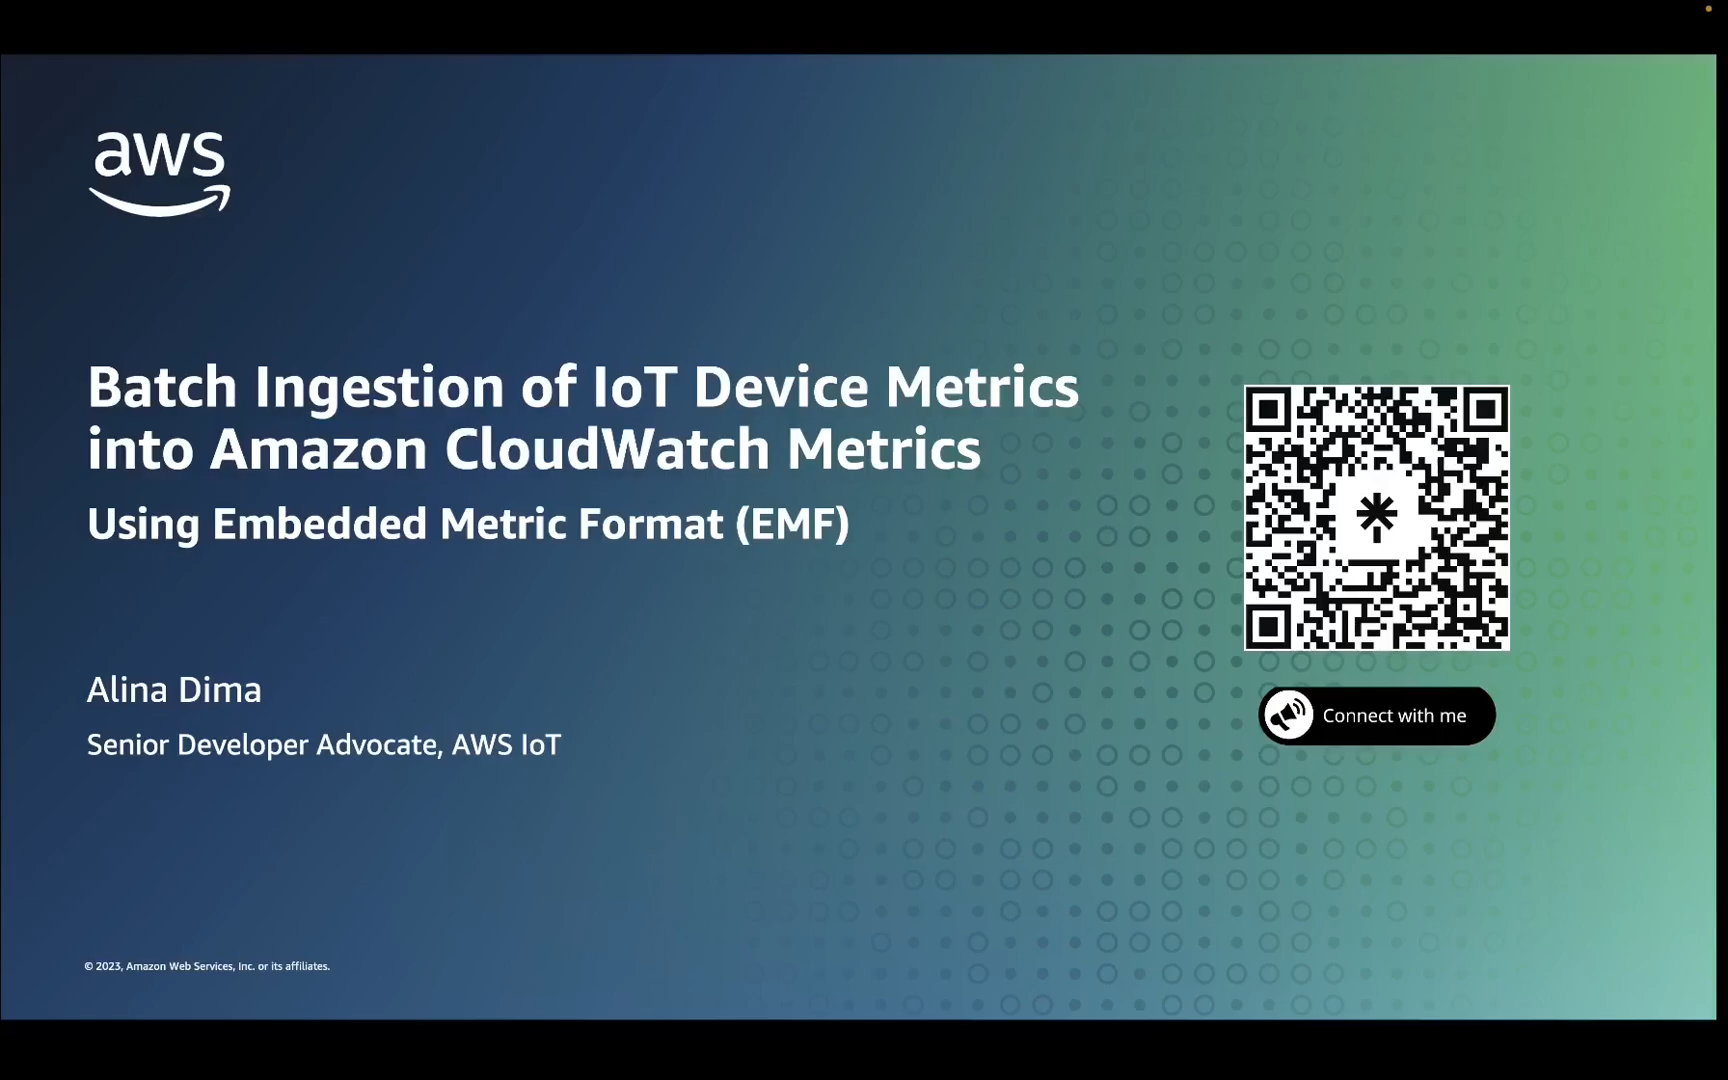 aws
Batch Ingestion of IoT Device Metrics
into Amazon CloudWatch Metrics
Using Embedded Metric Format (EMF)
Alina Dima
Senior Developer Advocate, AWS IoT
Connect with me
© 2023, Amazon Web Services, Inc. or its affiliates.